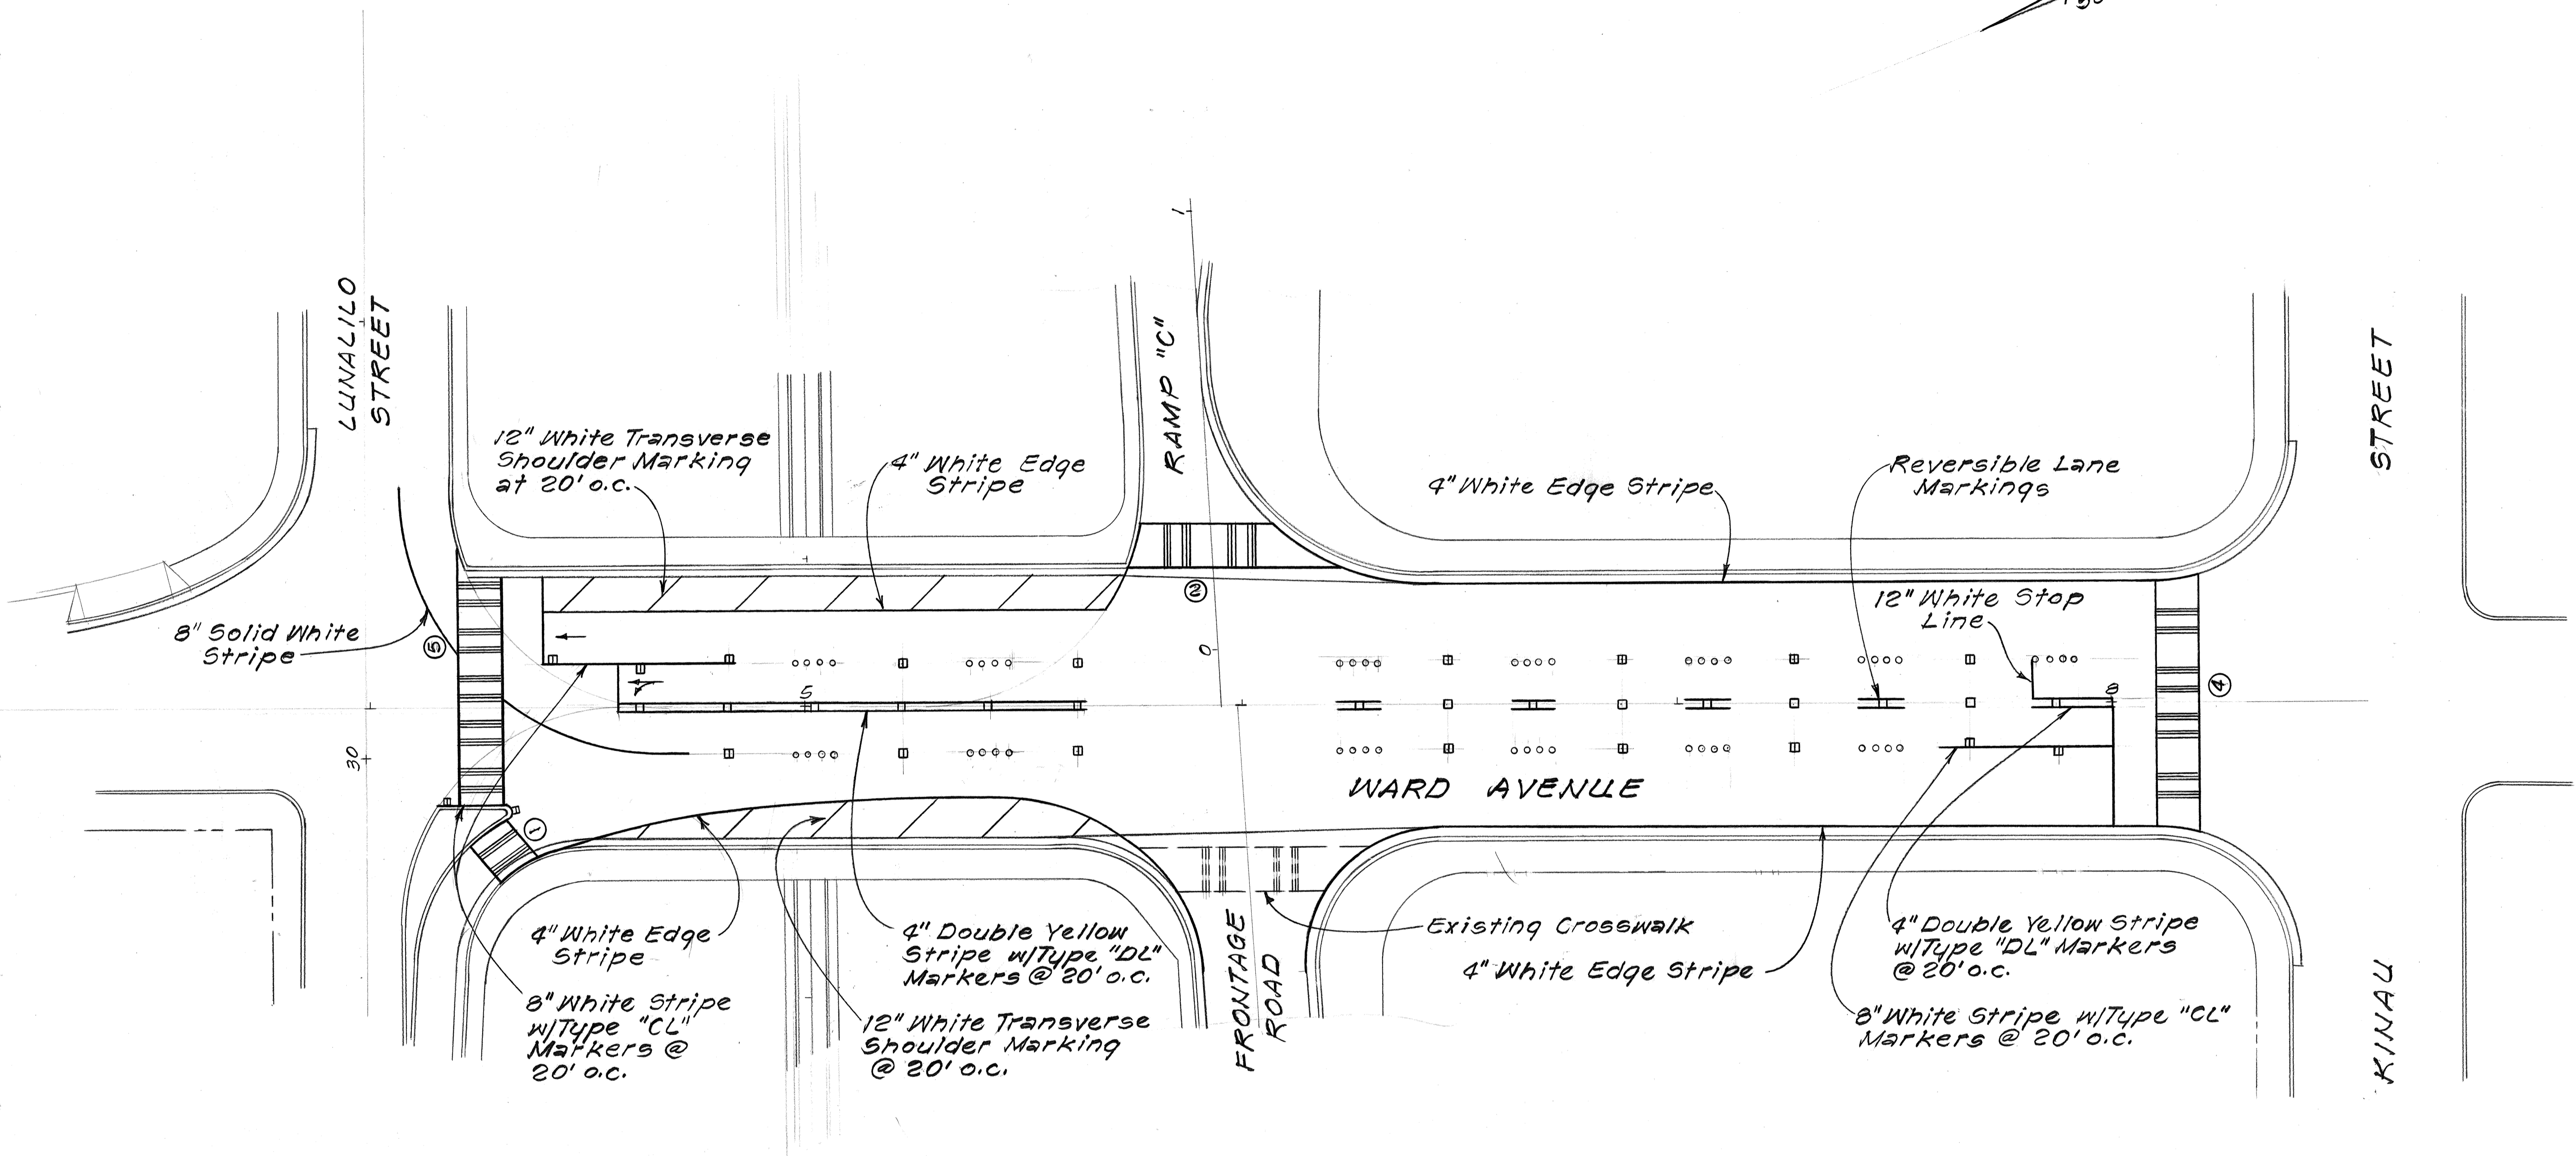 LUNALILO
STREET
RAMP "C"
1
STREET
12" White Transverse
Shoulder Marking
at 20' o.c.
4" White Edge
Stripe
4" White Edge Stripe
Reversible Lane
Markings
12" White Stop
Line
8" Solid White
Stripe
5
2
0
5
8
4
30
WARD AVENUE
1
4" White Edge
Stripe
4" Double Yellow
Stripe w/Type "DL"
Markers @ 20' o.c.
Existing Crosswalk
4" White Edge Stripe
4" Double Yellow Stripe
w/Type "DL" Markers
@ 20' o.c.
8" White Stripe
w/Type "CL"
Markers @
20' o.c.
12" White Transverse
Shoulder Marking
@ 20' o.c.
FRONTAGE
ROAD
8" White Stripe w/Type "CL"
Markers @ 20' o.c.
KINAU